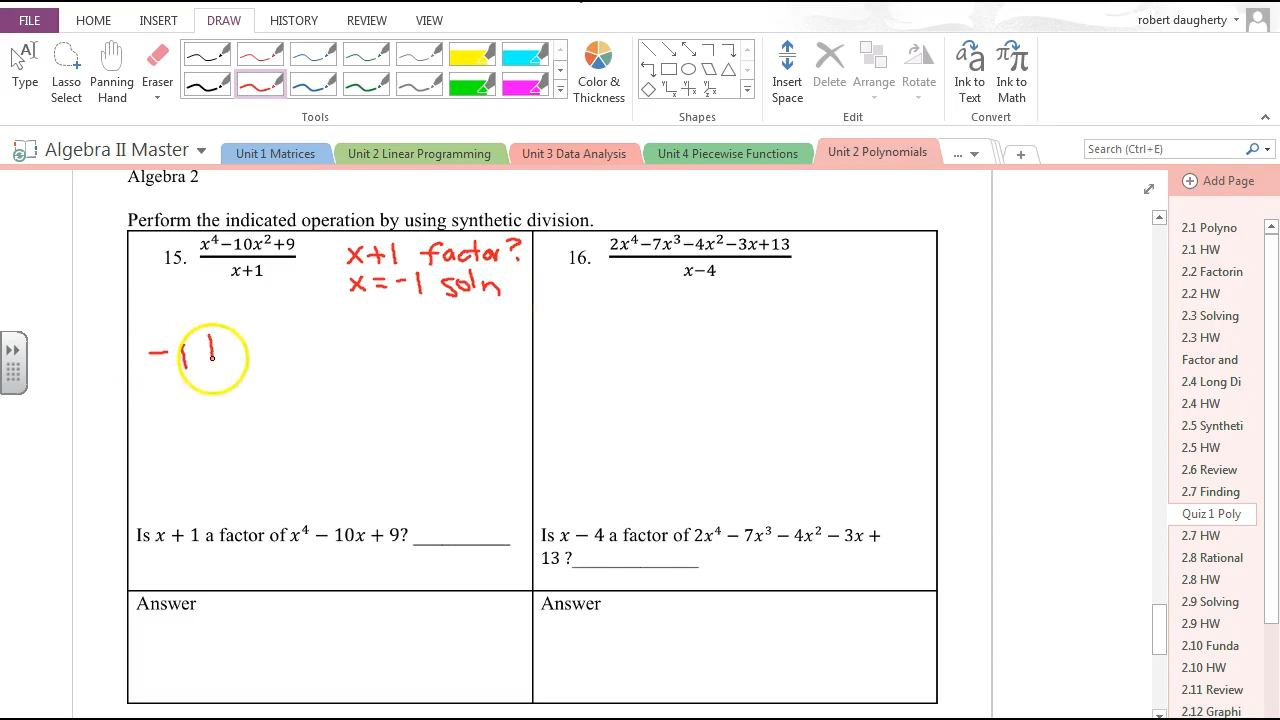 robert daugherty
FILE HOME INSERT DRAW HISTORY REVIEW VIEW
Type
Lasso Select
Panning Hand
Eraser
Color & Thickness
Insert Space
Delete
Arrange
Rotate
Ink to Text
Ink to Math
Tools Shapes Edit Convert
Algebra II Master
Unit 1 Matrices
Unit 2 Linear Programming
Unit 3 Data Analysis
Unit 4 Piecewise Functions
Unit 2 Polynomials
...
Search (Ctrl+E)
Algebra 2
Perform the indicated operation by using synthetic division.
15. x⁴−10x²+9
x+1
x+1 factor?
x=-1 soln
-1 |
16. 2x⁴−7x³−4x²−3x+13
x−4
Is x + 1 a factor of x⁴ − 10x + 9? __________
Is x − 4 a factor of 2x⁴ − 7x³ − 4x² − 3x +
13 ?_____________
Answer
Answer
Add Page
2.1 Polyno
2.1 HW
2.2 Factorin
2.2 HW
2.3 Solving
2.3 HW
Factor and
2.4 Long Di
2.4 HW
2.5 Syntheti
2.5 HW
2.6 Review
2.7 Finding
Quiz 1 Poly
2.7 HW
2.8 Rational
2.8 HW
2.9 Solving
2.9 HW
2.10 Funda
2.10 HW
2.11 Review
2.12 Graphi